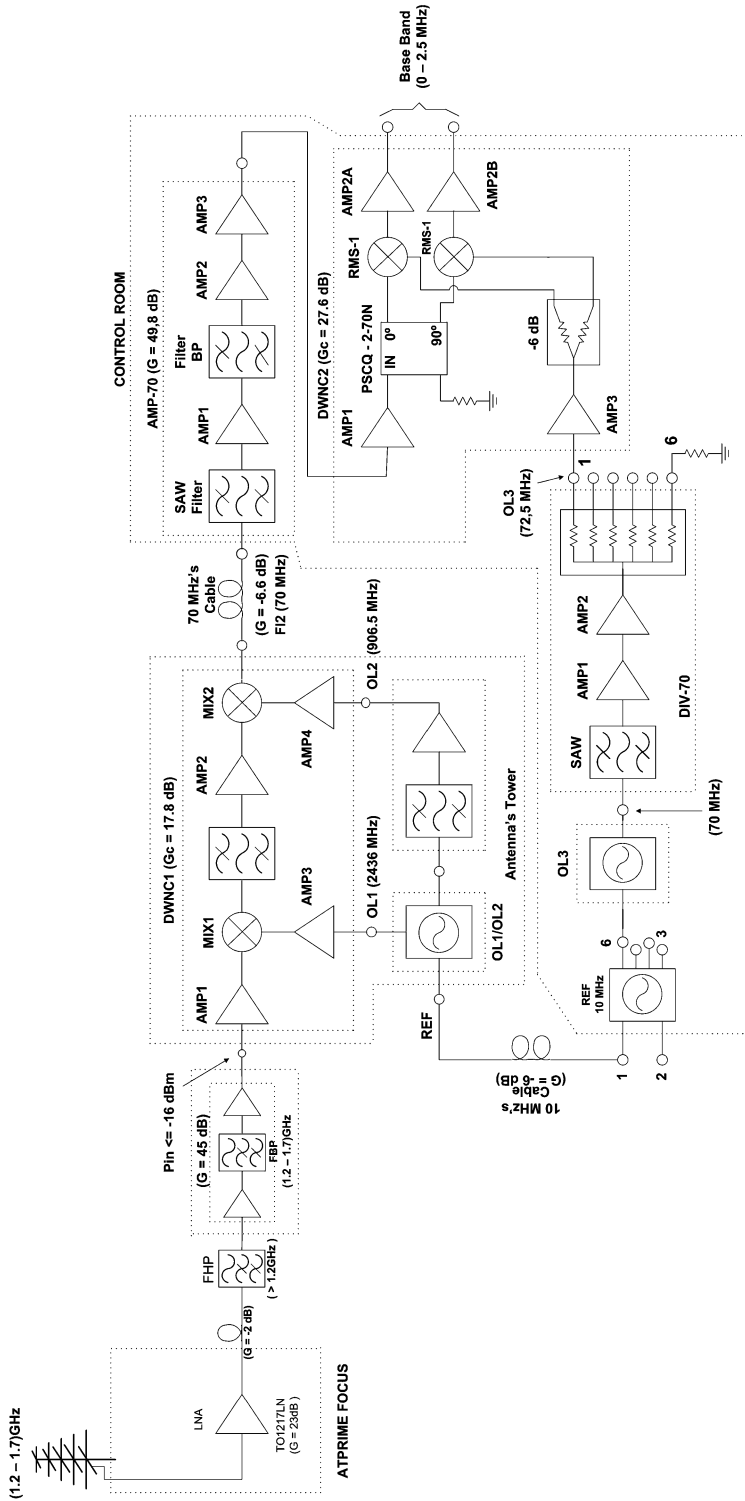 (1.2 – 1.7)GHz
LNA
TO1217LN
(G = 23dB )
ATPRIME FOCUS
(G = -2 dB)
FHP
( > 1.2GHz )
Pin <= -16 dBm
(G = 45 dB)
FBP
(1.2 – 1.7)GHz
DWNC1 (Gc = 17.8 dB)
AMP1
MIX1
AMP2
MIX2
AMP3
AMP4
OL1 (2436 MHz)
OL2 (906.5 MHz)
OL1/OL2
Antenna's Tower
REF
10 MHz's
Cable
(G = -6 dB)
70 MHz's
Cable
(G = -6.6 dB)
FI2 (70 MHz)
CONTROL ROOM
AMP-70 (G = 49,8 dB)
SAW
Filter
AMP1
Filter
BP
AMP2
AMP3
DWNC2 (Gc = 27.6 dB)
AMP1
PSCQ - 2-70N
IN 0º
90º
RMS-1
RMS-1
AMP2A
AMP2B
Base Band
(0 – 2.5 MHz)
-6 dB
AMP3
OL3
(72,5 MHz)
1
6
REF
10 MHz
1
2
6
3
OL3
(70 MHz)
SAW
AMP1
AMP2
DIV-70